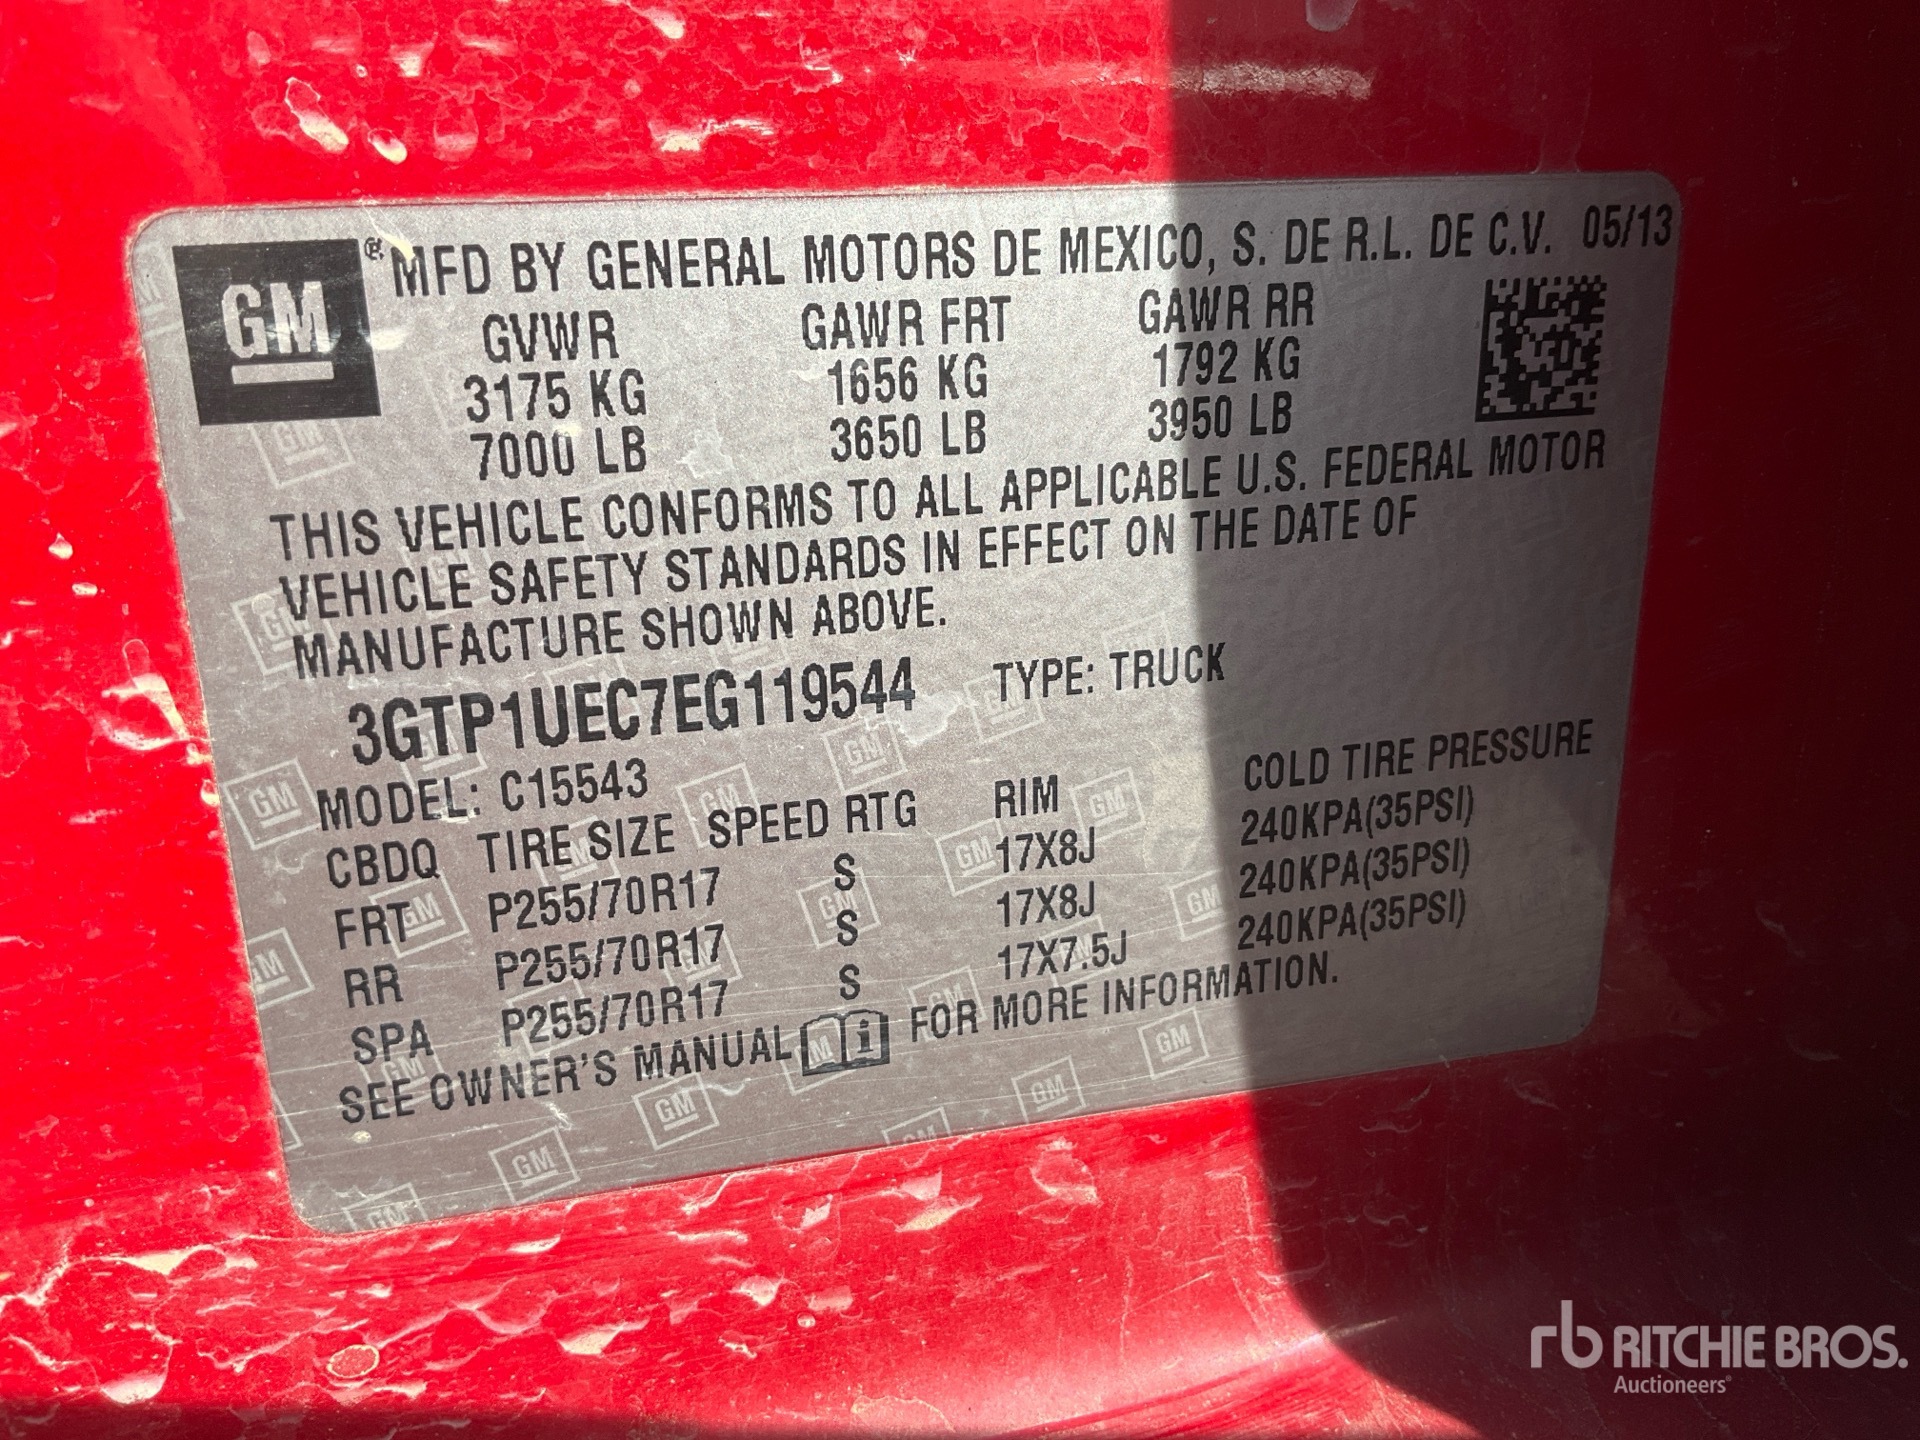 GM ® MFD BY GENERAL MOTORS DE MEXICO, S. DE R.L. DE C.V. 05/13
GVWR GAWR FRT GAWR RR
3175 KG 1656 KG 1792 KG
7000 LB 3650 LB 3950 LB
THIS VEHICLE CONFORMS TO ALL APPLICABLE U.S. FEDERAL MOTOR
VEHICLE SAFETY STANDARDS IN EFFECT ON THE DATE OF
MANUFACTURE SHOWN ABOVE.
3GTP1UEC7EG119544 TYPE: TRUCK
MODEL: C15543
CBDQ TIRE SIZE SPEED RTG RIM COLD TIRE PRESSURE
FRT P255/70R17 S 17X8J 240KPA(35PSI)
RR P255/70R17 S 17X8J 240KPA(35PSI)
SPA P255/70R17 S 17X7.5J 240KPA(35PSI)
SEE OWNER'S MANUAL i FOR MORE INFORMATION.
rb RITCHIE BROS.
Auctioneers